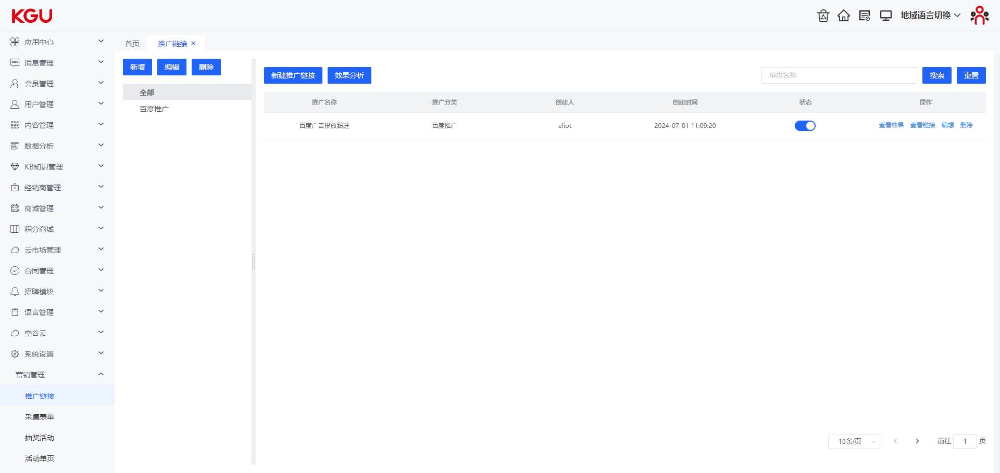 KGU
地域语言切换
应用中心
消息管理
会员管理
用户管理
内容管理
数据分析
KB知识管理
经销商管理
商城管理
积分商城
云市场管理
合同管理
招聘模块
语言管理
空谷云
系统设置
营销管理
推广链接
采集表单
抽奖活动
活动单页
首页 推广链接
新增 编辑 删除
全部
百度推广
新建推广链接 效果分析 单页名称 搜索 重置
推广名称 推广分类 创建人 创建时间 状态 操作
百度广告投放跟进 百度推广 eliot 2024-07-01 11:09:20 查看效果 查看链接 编辑 删除
10条/页 前往 1 页